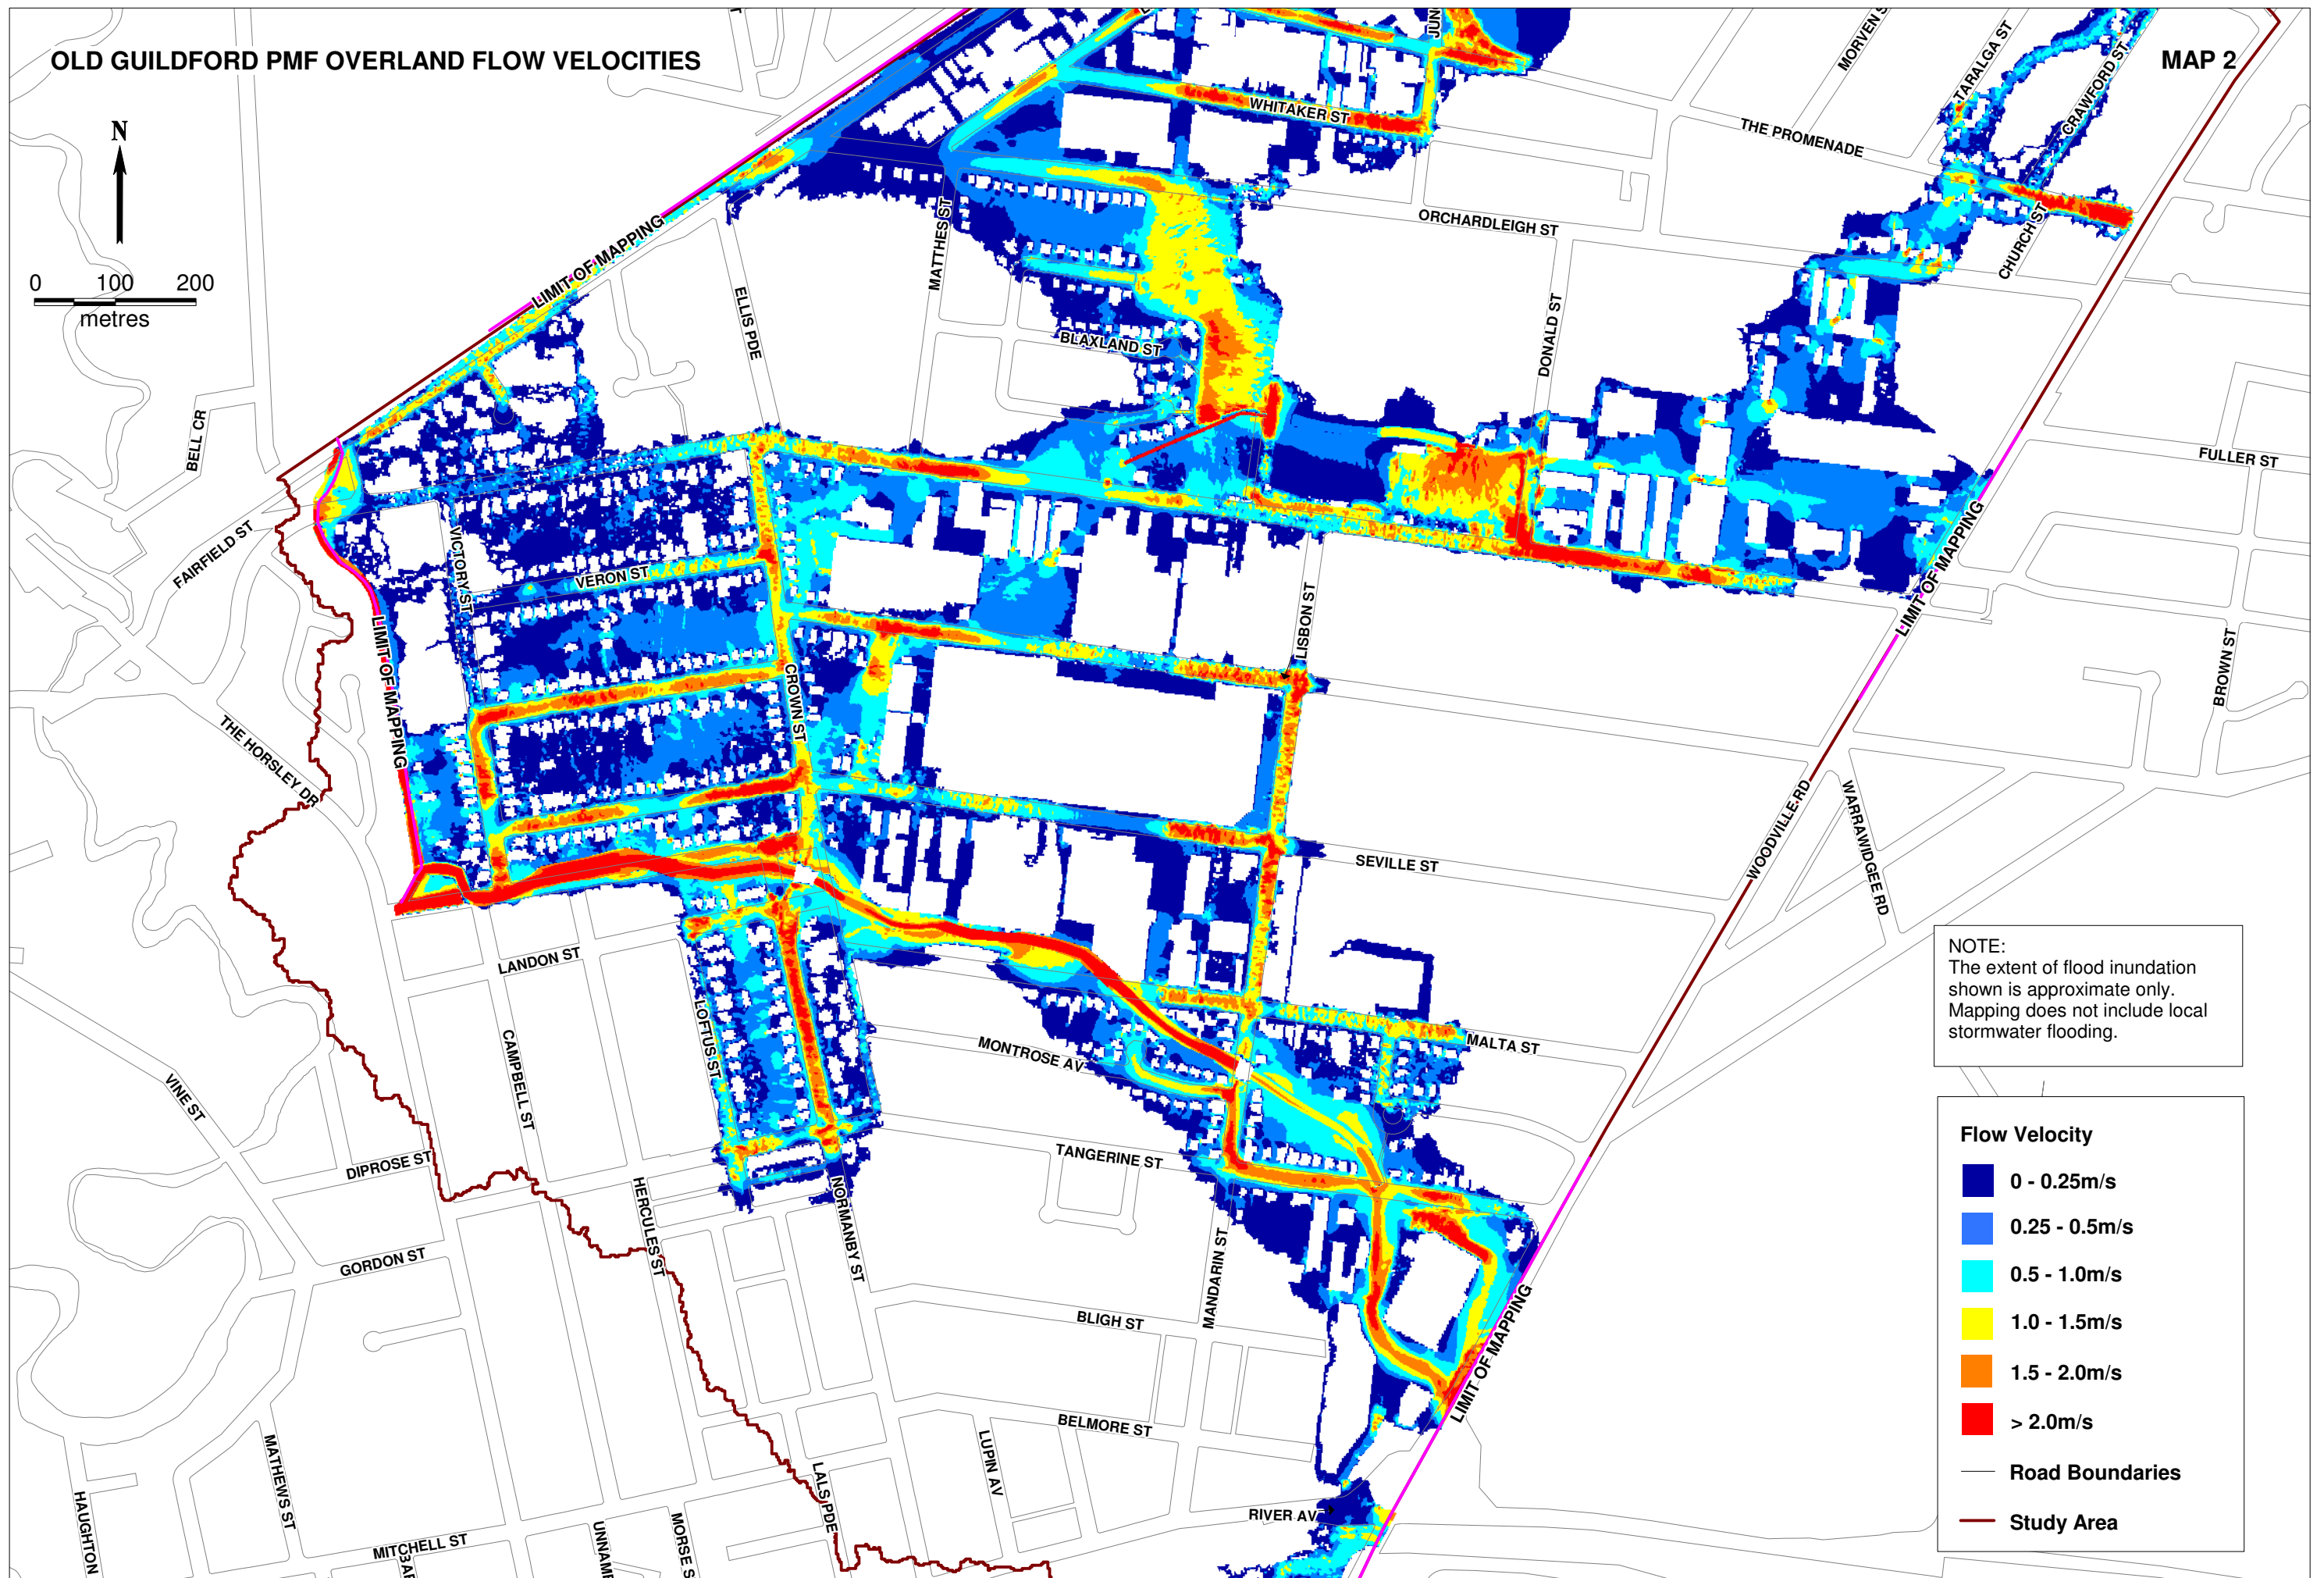 OLD GUILDFORD PMF OVERLAND FLOW VELOCITIES
MAP 2
N
0 100 200
metres
MORVEN S
TARALGA ST
CRAWFORD ST
THE PROMENADE
JUN
WHITAKER ST
CHURCH ST
ORCHARDLEIGH ST
MATTHES ST
LIMIT OF MAPPING
ELLIS PDE
BLAXLAND ST
DONALD ST
BELL CR
FULLER ST
FAIRFIELD ST
VICTORY ST
VERON ST
LIMIT OF MAPPING
LISBON ST
LIMIT OF MAPPING
BROWN ST
CROWN ST
THE HORSLEY DR
WOODVILLE RD
WARRAWIDGEE RD
SEVILLE ST
LANDON ST
LOFTUS ST
CAMPBELL ST
MALTA ST
MONTROSE AV
VINE ST
DIPROSE ST
TANGERINE ST
HERCULES ST
NORMANBY ST
MANDARIN ST
GORDON ST
BLIGH ST
LIMIT OF MAPPING
BELMORE ST
LUPIN AV
MATHEWS ST
HAUGHTON
LALS PDE
RIVER AV
MITCHELL ST
UNNAM
MORSE S
NOTE:
The extent of flood inundation
shown is approximate only.
Mapping does not include local
stormwater flooding.
Flow Velocity
0 - 0.25m/s
0.25 - 0.5m/s
0.5 - 1.0m/s
1.0 - 1.5m/s
1.5 - 2.0m/s
> 2.0m/s
Road Boundaries
Study Area